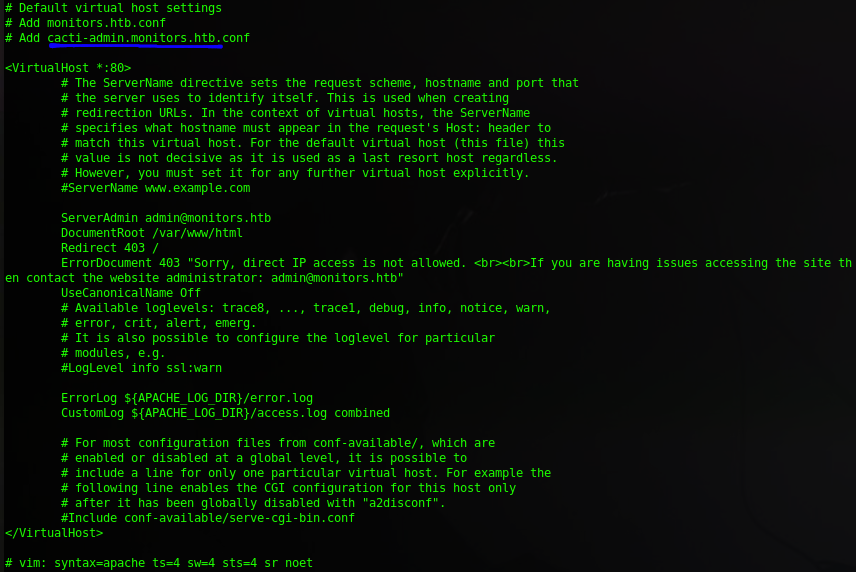 # Default virtual host settings
# Add monitors.htb.conf
# Add cacti-admin.monitors.htb.conf
<VirtualHost *:80>
# The ServerName directive sets the request scheme, hostname and port that
# the server uses to identify itself. This is used when creating
# redirection URLs. In the context of virtual hosts, the ServerName
# specifies what hostname must appear in the request's Host: header to
# match this virtual host. For the default virtual host (this file) this
# value is not decisive as it is used as a last resort host regardless.
# However, you must set it for any further virtual host explicitly.
#ServerName www.example.com
ServerAdmin admin@monitors.htb
DocumentRoot /var/www/html
Redirect 403 /
ErrorDocument 403 "Sorry, direct IP access is not allowed. <br><br>If you are having issues accessing the site th
en contact the website administrator: admin@monitors.htb"
UseCanonicalName Off
# Available loglevels: trace8, ..., trace1, debug, info, notice, warn,
# error, crit, alert, emerg.
# It is also possible to configure the loglevel for particular
# modules, e.g.
#LogLevel info ssl:warn
ErrorLog ${APACHE_LOG_DIR}/error.log
CustomLog ${APACHE_LOG_DIR}/access.log combined
# For most configuration files from conf-available/, which are
# enabled or disabled at a global level, it is possible to
# include a line for only one particular virtual host. For example the
# following line enables the CGI configuration for this host only
# after it has been globally disabled with "a2disconf".
#Include conf-available/serve-cgi-bin.conf
</VirtualHost>
# vim: syntax=apache ts=4 sw=4 sts=4 sr noet